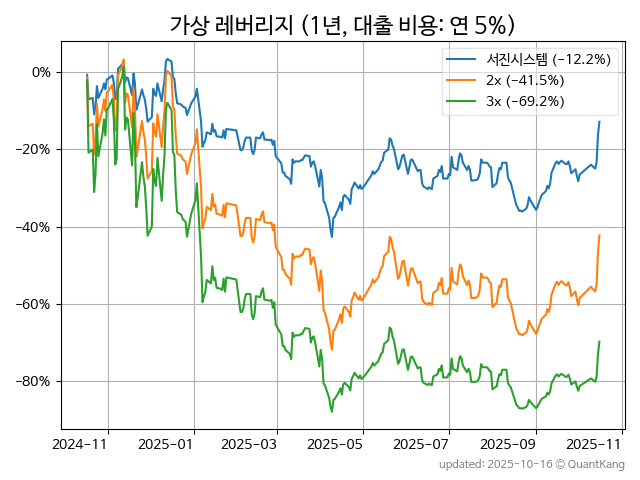 가상 레버리지 (1년, 대출 비용: 연 5%)
서진시스템 (−12.2%)
2x (−41.5%)
3x (−69.2%)
0%
−20%
−40%
−60%
−80%
2024-11
2025-01
2025-03
2025-05
2025-07
2025-09
2025-11
updated: 2025-10-16 © QuantKang